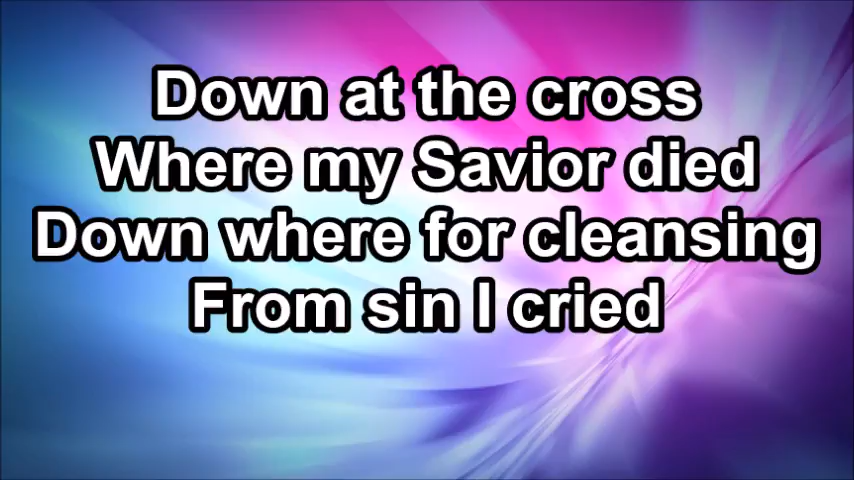 Down at the cross
Where my Savior died
Down where for cleansing
From sin I cried